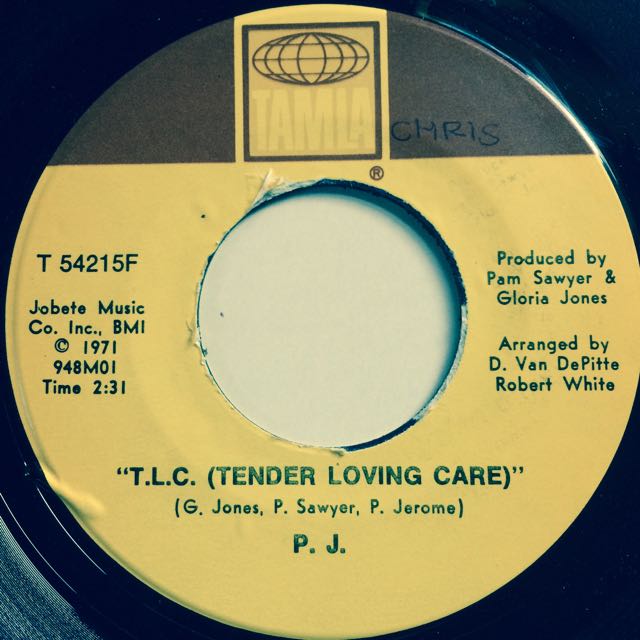 TAMLA
CHRIS
®
T 54215F
Jobete Music
Co. Inc., BMI
© 1971
948M01
Time 2:31
Produced by
Pam Sawyer &
Gloria Jones
Arranged by
D. Van DePitte
Robert White
"T.L.C. (TENDER LOVING CARE)"
(G. Jones, P. Sawyer, P. Jerome)
P. J.